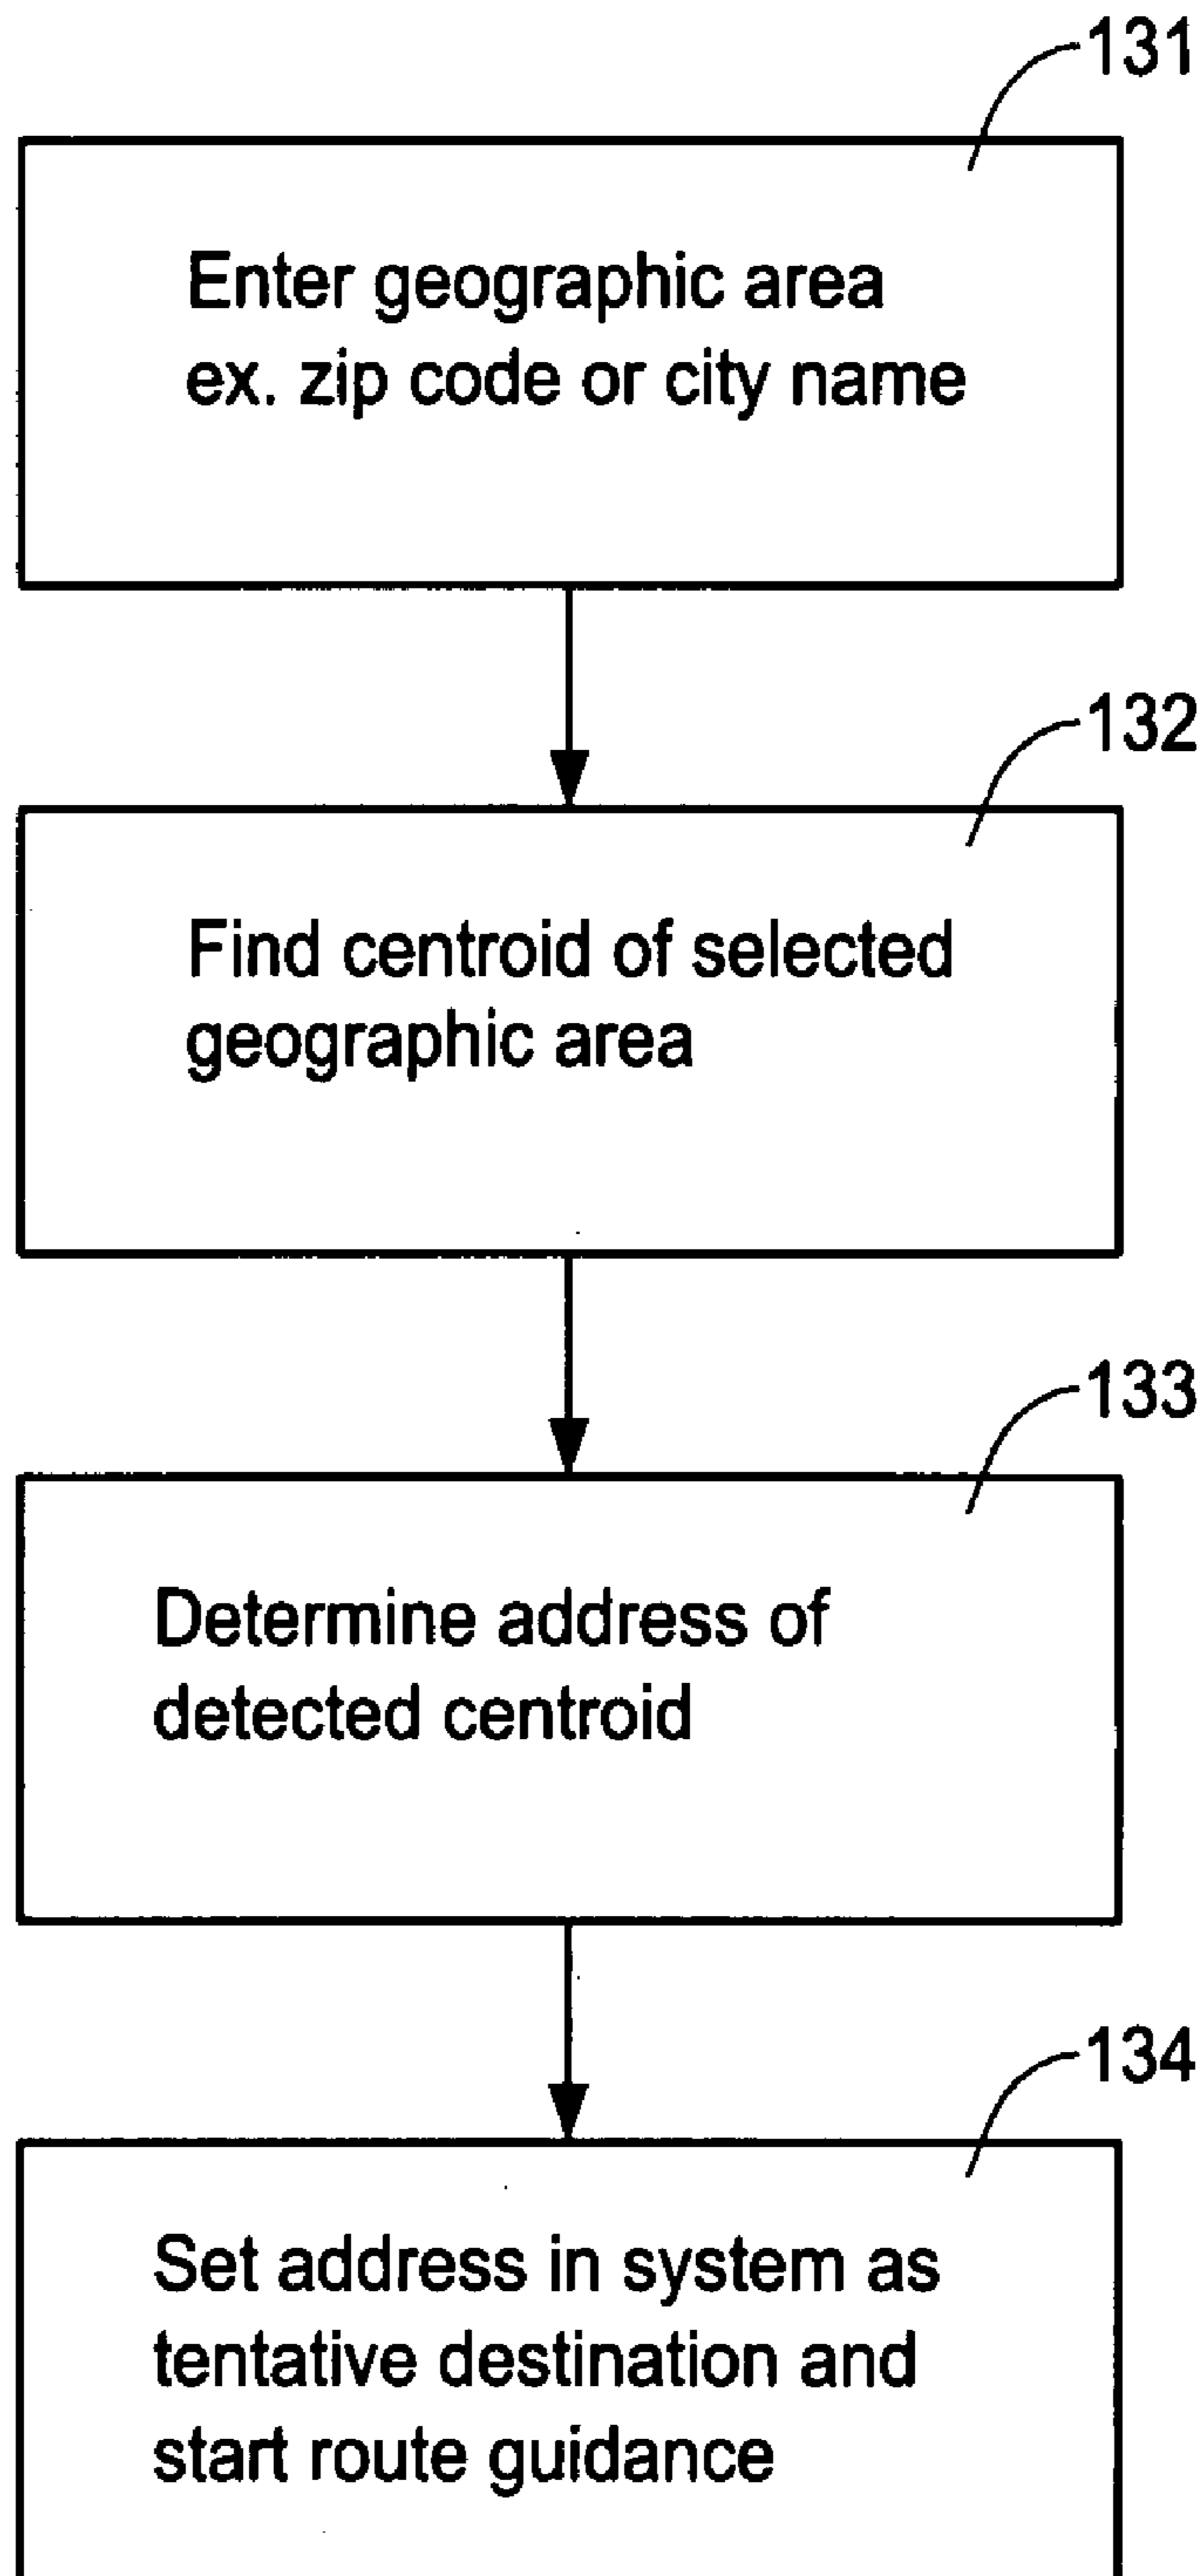 131
Enter geographic area
ex. zip code or city name
132
Find centroid of selected
geographic area
133
Determine address of
detected centroid
134
Set address in system as
tentative destination and
start route guidance